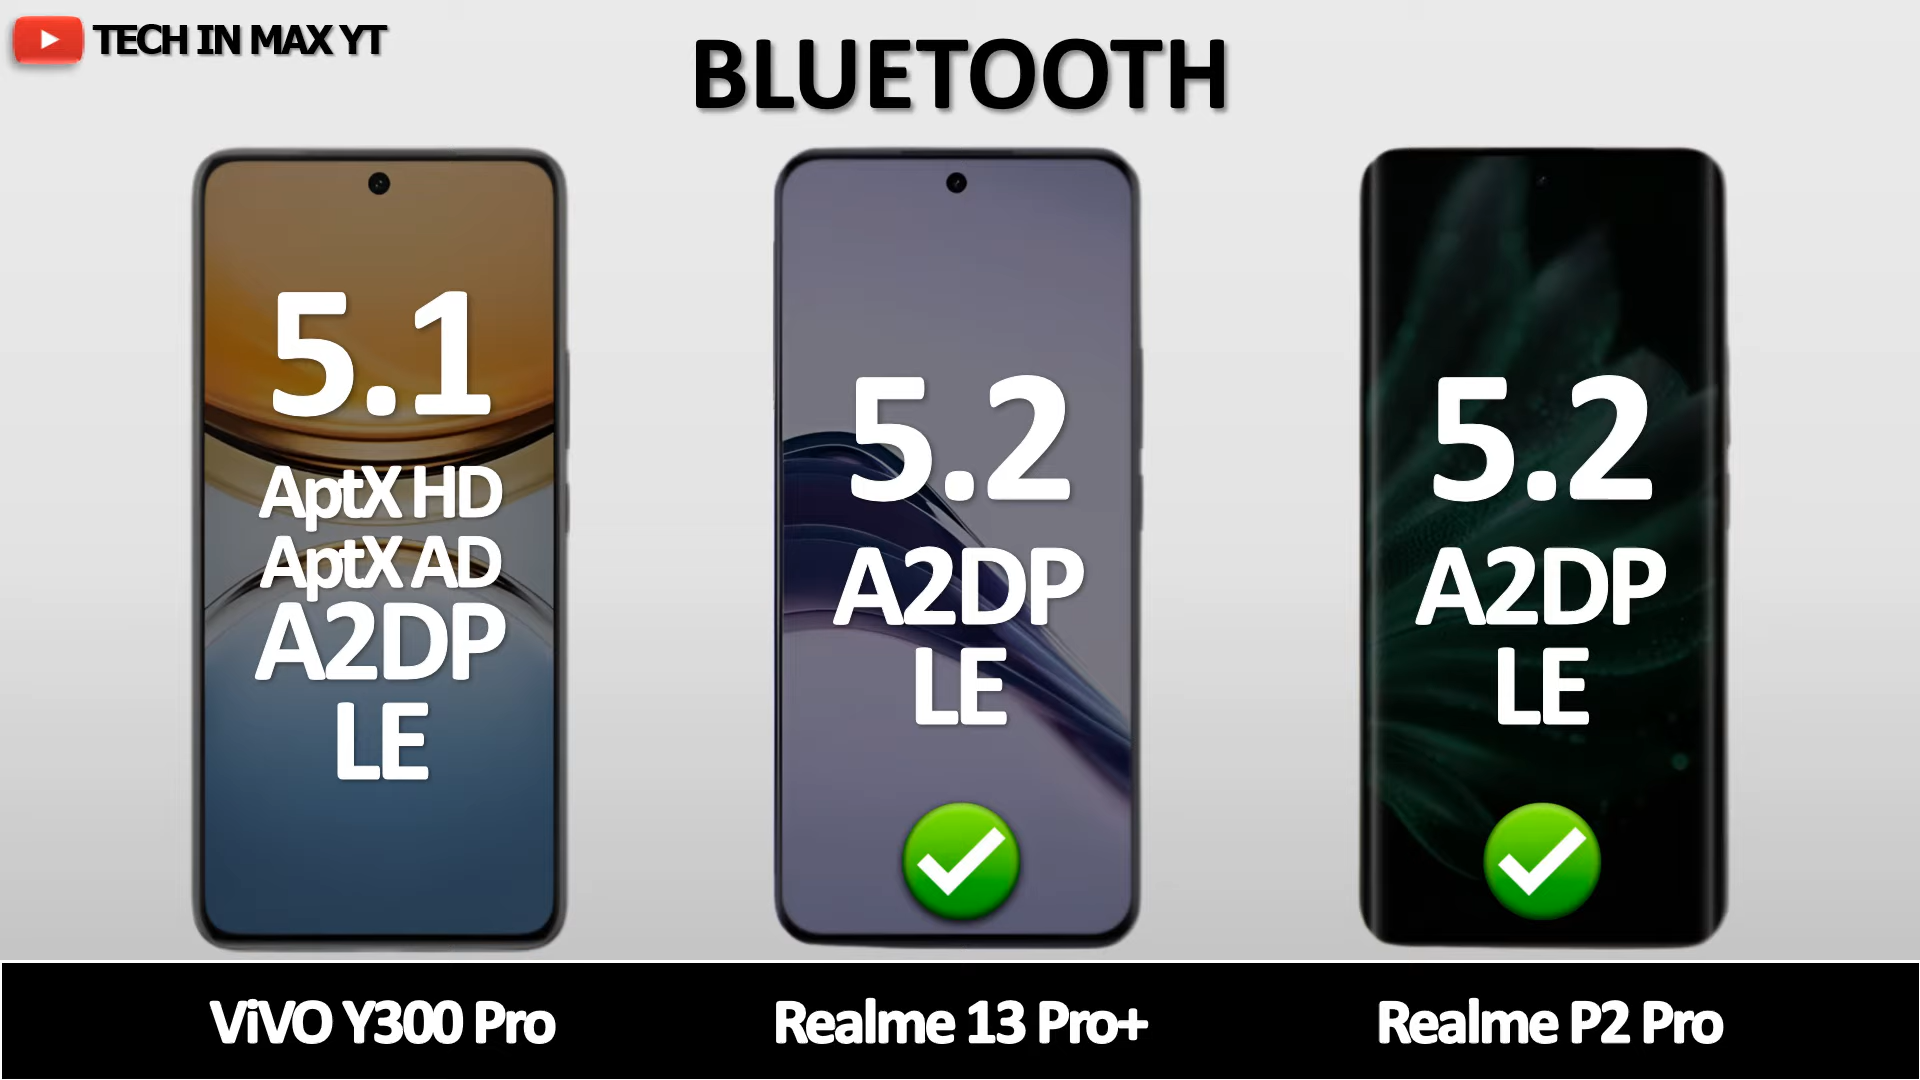 TECH IN MAX YT
BLUETOOTH
5.1
AptX HD
AptX AD
A2DP
LE
5.2
A2DP
LE
5.2
A2DP
LE
ViVO Y300 Pro
Realme 13 Pro+
Realme P2 Pro